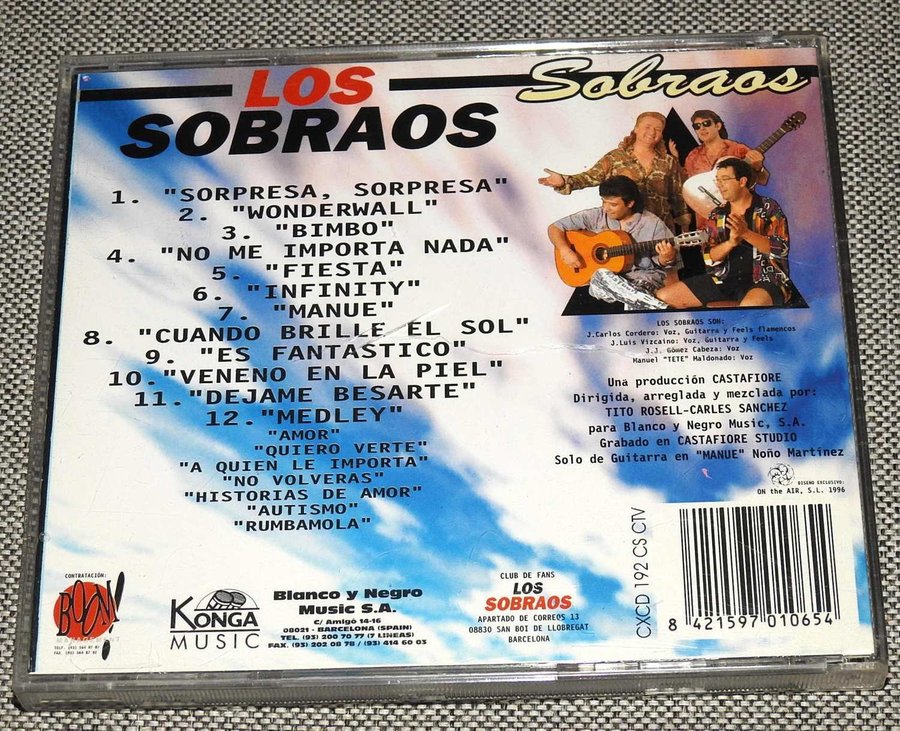 LOS
SOBRAOS
Sobraos
1. "SORPRESA, SORPRESA"
2. "WONDERWALL"
3. "BIMBO"
4. "NO ME IMPORTA NADA"
5. "FIESTA"
6. "INFINITY"
7. "MANUE"
8. "CUANDO BRILLE EL SOL"
9. "ES FANTASTICO"
10. "VENENO EN LA PIEL"
11. "DEJAME BESARTE"
12. "MEDLEY"
"AMOR"
"QUIERO VERTE"
"A QUIEN LE IMPORTA"
"NO VOLVERAS"
"HISTORIAS DE AMOR"
"AUTISMO"
"RUMBAMOLA"
LOS SOBRAOS SON:
J.Carlos Cordero: Voz, Guitarra y Feels flamencos
J.Luis Vizcaino: Voz, Guitarra y Feels
J.J. Gómez Cabeza: Voz
Manuel "TETE" Maldonado: Voz
Una producción CASTAFIORE
Dirigida, arreglada y mezclada por:
TITO ROSELL-CARLES SANCHEZ
para Blanco y Negro Music, S.A.
Grabado en CASTAFIORE STUDIO
Solo de Guitarra en "MANUE" Noño Martínez
DISEÑO EXCLUSIVO:
ON the AIR, S.L. 1996
CONTRATACIÓN:
BOOM!
KONGA
MUSIC
Blanco y Negro
Music S.A.
C/ Amigò 14-16
08021 - BARCELONA (SPAIN)
TEL. (93) 200 70 77 (7 LINEAS)
FAX. (93) 202 08 78 / (93) 414 60 03
CLUB DE FANS
LOS
SOBRAOS
APARTADO DE CORREOS 13
08830 SAN BOI DE LLOBREGAT
BARCELONA
CXCD 192 CS CTV
8 421597 010654